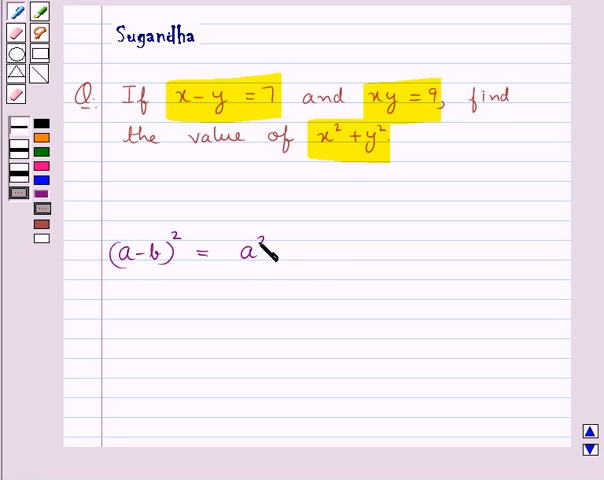 Sugandha
Q. If x - y = 7 and xy = 9, find
the value of x² + y².
(a - b)² = a²